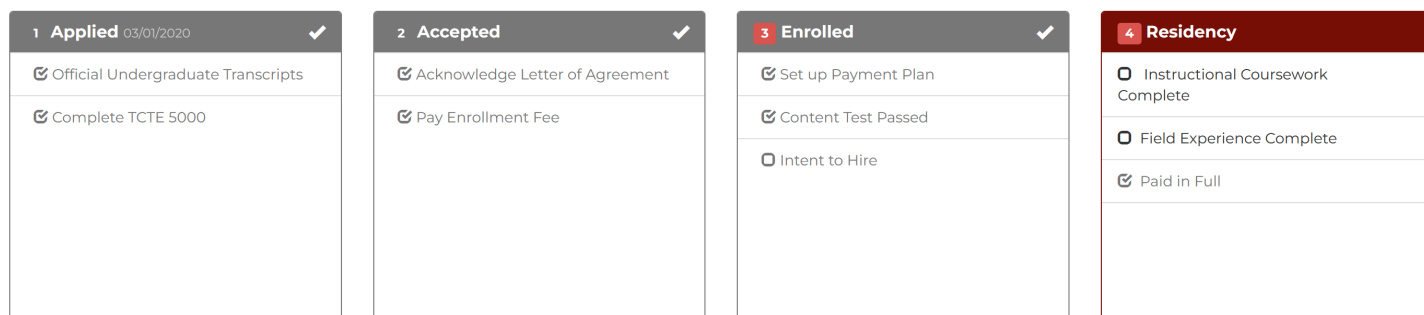 1 Applied 03/01/2020
Official Undergraduate Transcripts
Complete TCTE 5000
2 Accepted
Acknowledge Letter of Agreement
Pay Enrollment Fee
3 Enrolled
Set up Payment Plan
Content Test Passed
Intent to Hire
4 Residency
Instructional Coursework
Complete
Field Experience Complete
Paid in Full